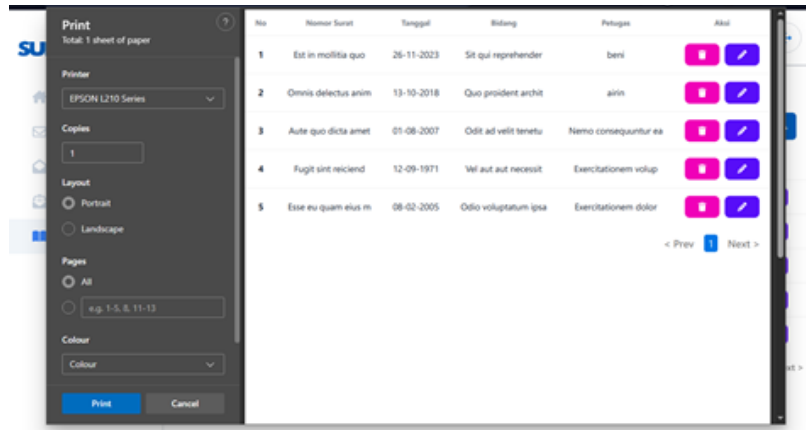 SU
Print
Total: 1 sheet of paper
?
Printer
EPSON L210 Series
Copies
1
Layout
Portrait
Landscape
Pages
All
e.g. 1-5, 8, 11-13
Colour
Colour
Print Cancel
No Nomor Surat Tanggal Bidang Petugas Aksi
1 Est in mollitia quo 26-11-2023 Sit qui reprehender beni
2 Omnis delectus anim 13-10-2018 Quo proident archit airin
3 Aute quo dicta amet 01-08-2007 Odit ad velit tenetu Nemo consequuntur ea
4 Fugit sint reiciend 12-09-1971 Vel aut aut necessit Exercitationem volup
5 Esse eu quam eius m 08-02-2005 Odio voluptatum ipsa Exercitationem dolor
< Prev 1 Next >
ext >